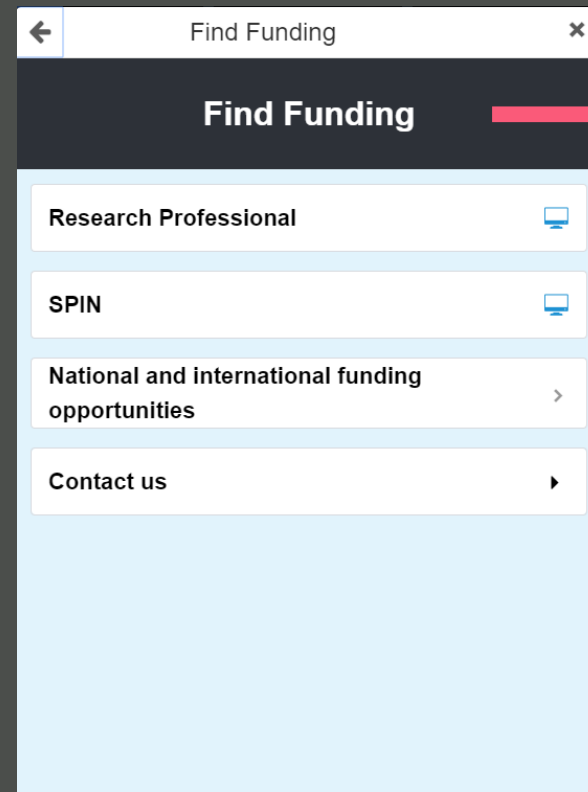 Find Funding
Find Funding
Research Professional
SPIN
National and international funding
opportunities
Contact us